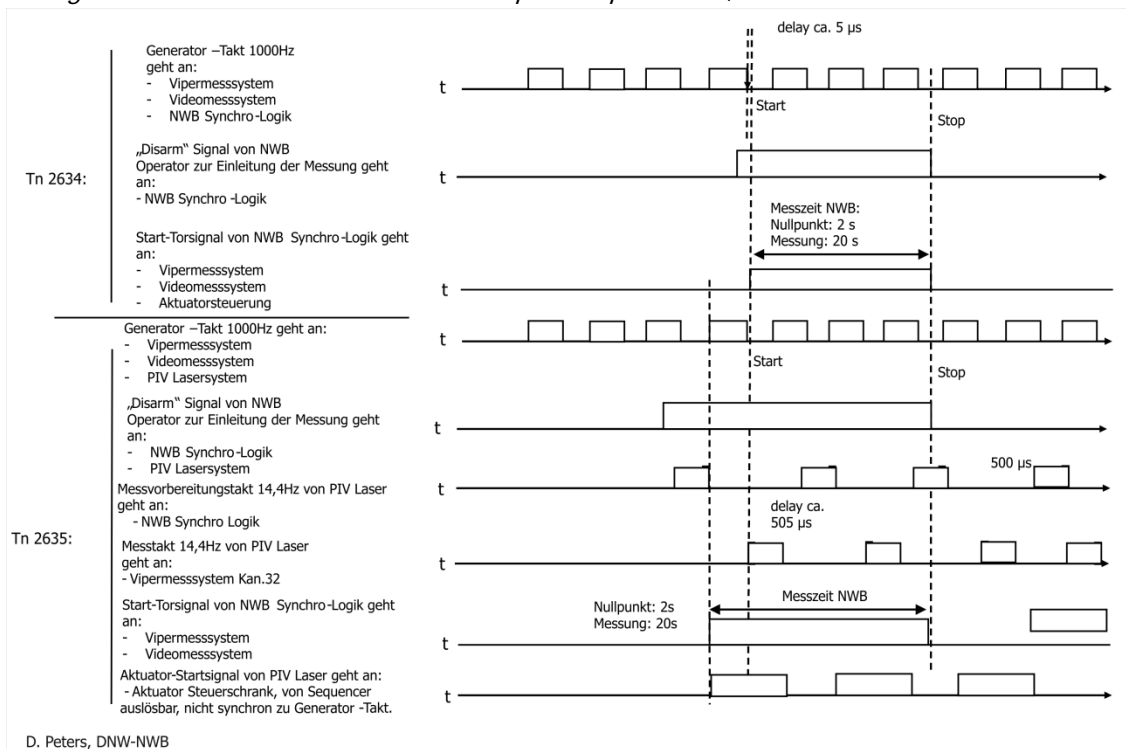 delay ca. 5 µs
Generator –Takt 1000Hz
geht an:
- Vipermesssystem
- Videomesssystem
- NWB Synchro-Logik
t
Start
Stop
„Disarm“ Signal von NWB
Operator zur Einleitung der Messung geht
an:
- NWB Synchro -Logik
t
Tn 2634:
Messzeit NWB:
Nullpunkt: 2 s
Messung: 20 s
Start-Torsignal von NWB Synchro-Logik geht
an:
- Vipermesssystem
- Videomesssystem
- Aktuatorsteuerung
t
Generator –Takt 1000Hz geht an:
- Vipermesssystem
- Videomesssystem
- PIV Lasersystem
t
Start
Stop
„Disarm“ Signal von NWB
Operator zur Einleitung der Messung geht
an:
- NWB Synchro-Logik
- PIV Lasersystem
t
500 µs
Messvorbereitungstakt 14,4Hz von PIV Laser
geht an:
- NWB Synchro Logik
t
delay ca.
505 µs
Tn 2635:
Messtakt 14,4Hz von PIV Laser
geht an:
- Vipermesssystem Kan.32
t
Messzeit NWB
Nullpunkt: 2s
Messung: 20s
Start-Torsignal von NWB Synchro-Logik geht
an:
- Vipermesssystem
- Videomesssystem
t
Aktuator-Startsignal von PIV Laser geht an:
- Aktuator Steuerschrank, von Sequencer
auslösbar, nicht synchron zu Generator -Takt.
t
D. Peters, DNW-NWB